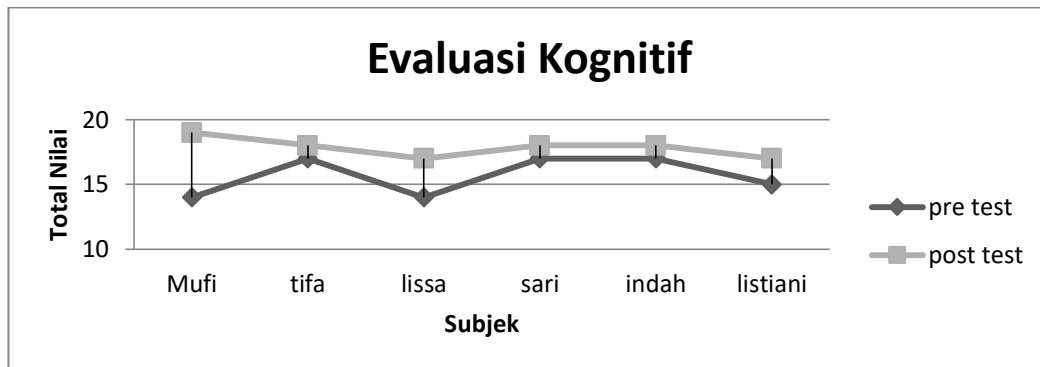 Evaluasi Kognitif
Total Nilai
20
15
10
Mufi tifa lissa sari indah listiani
Subjek
pre test
post test